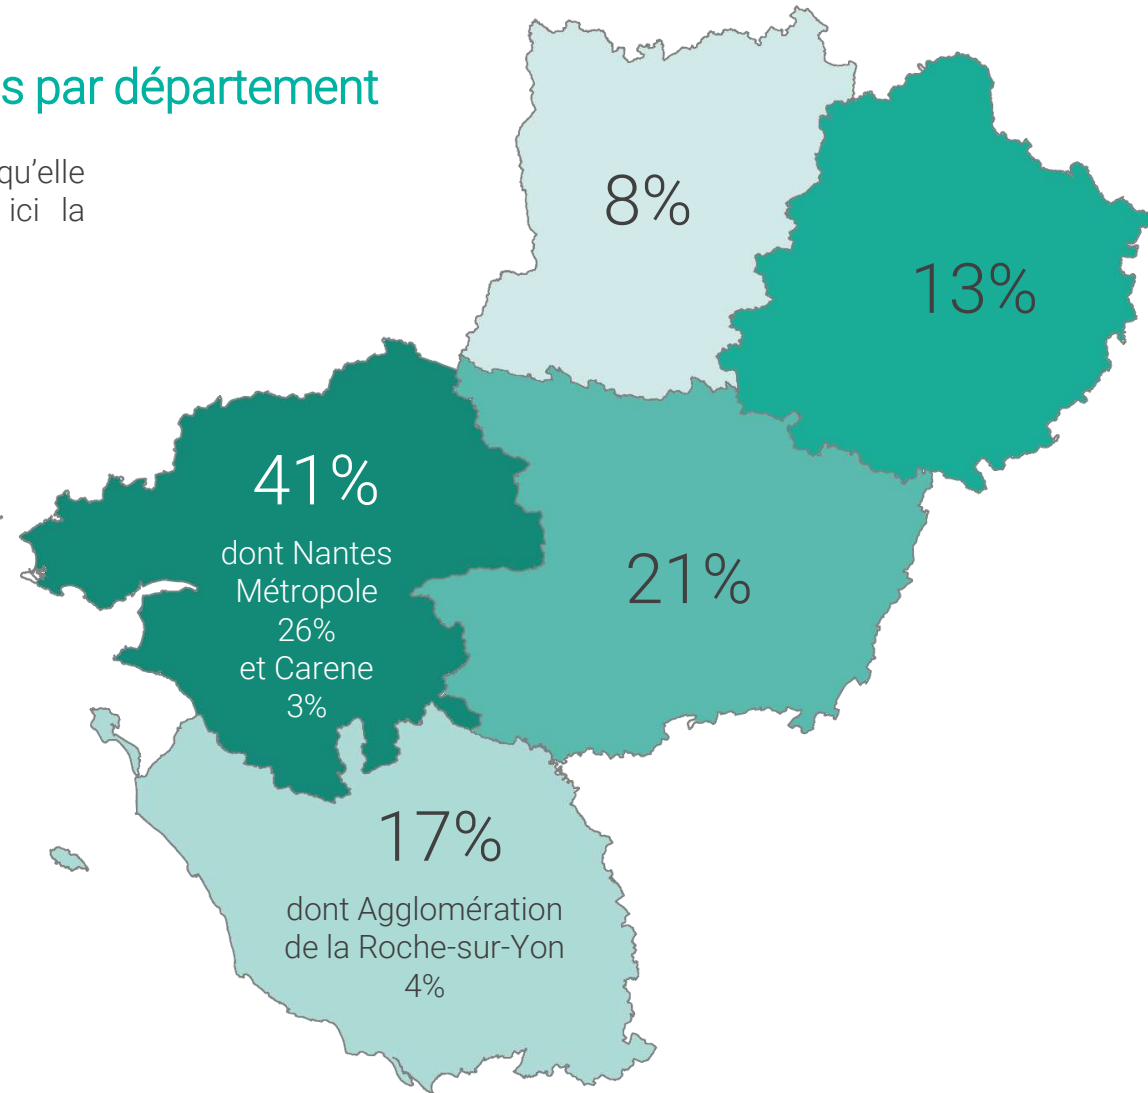 s par département
qu’elle
ici la
8%
13%
41%
dont Nantes
Métropole
26%
et Carene
3%
21%
17%
dont Agglomération
de la Roche-sur-Yon
4%